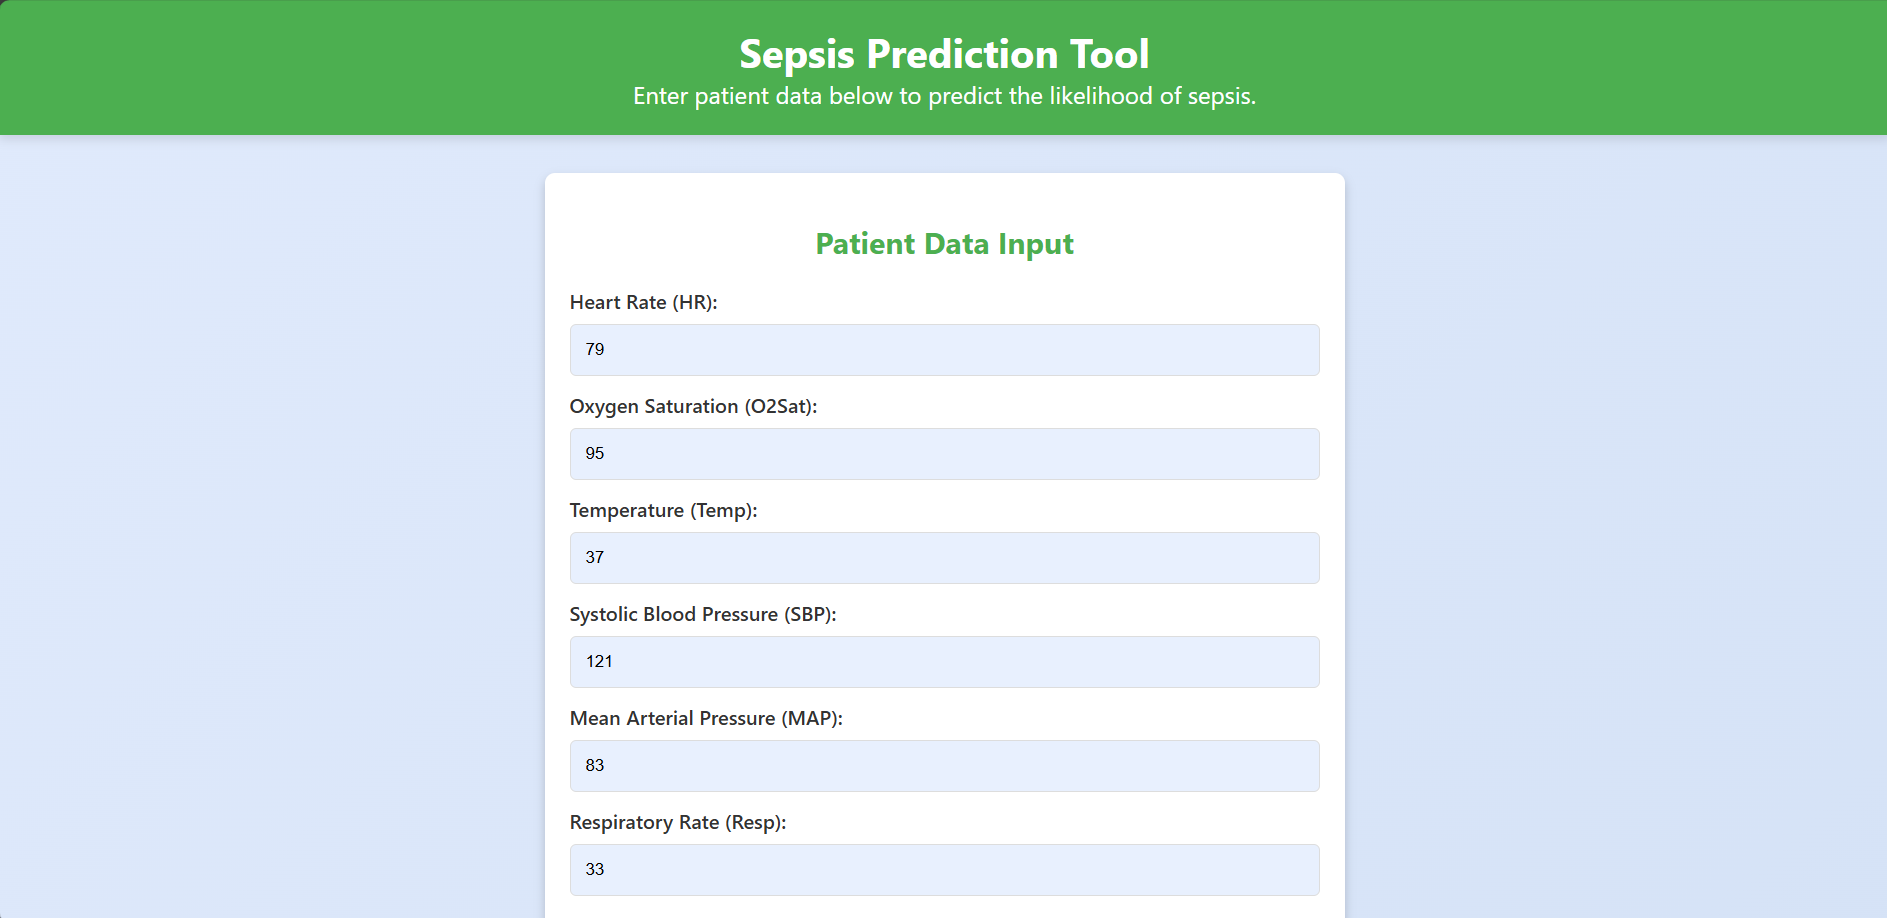 Sepsis Prediction Tool
Enter patient data below to predict the likelihood of sepsis.
Patient Data Input
Heart Rate (HR):
79
Oxygen Saturation (O2Sat):
95
Temperature (Temp):
37
Systolic Blood Pressure (SBP):
121
Mean Arterial Pressure (MAP):
83
Respiratory Rate (Resp):
33